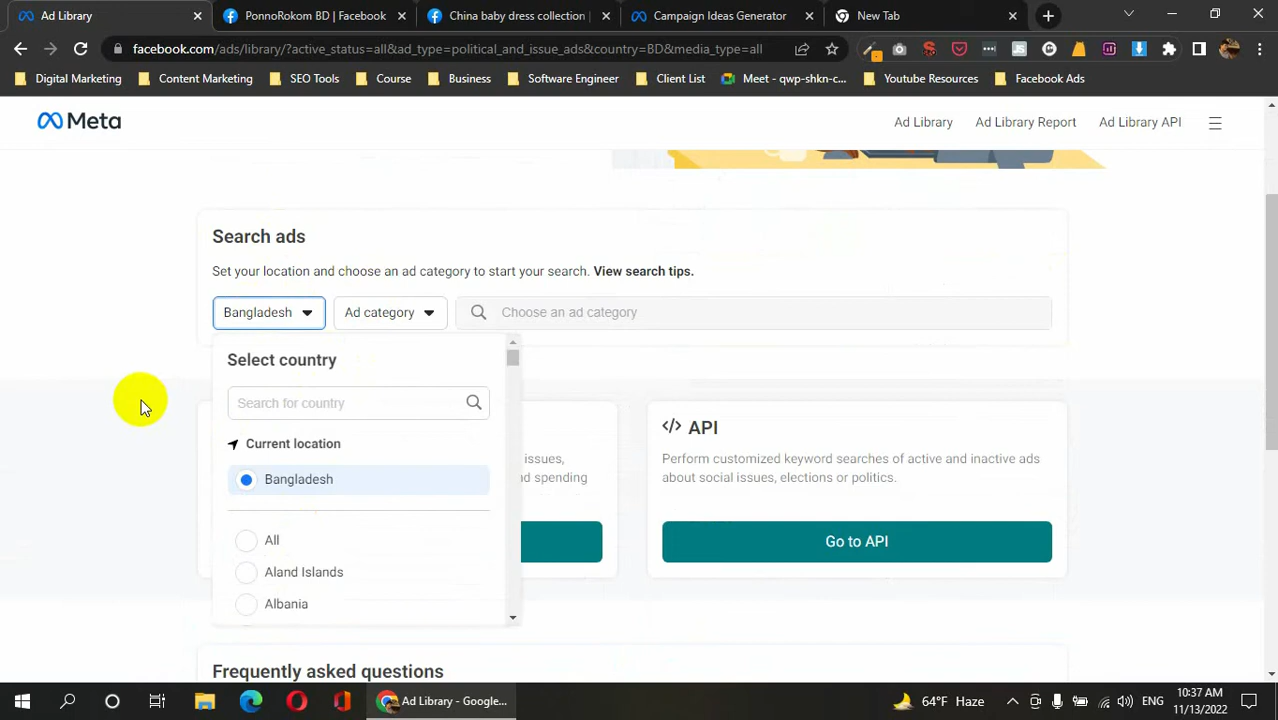 Ad Library
PonnoRokom BD | Facebook
China baby dress collection |
Campaign Ideas Generator
New Tab
facebook.com/ads/library/?active_status=all&ad_type=political_and_issue_ads&country=BD&media_type=all
Digital Marketing
Content Marketing
SEO Tools
Course
Business
Software Engineer
Client List
Meet - qwp-shkn-c...
Youtube Resources
Facebook Ads
Meta
Ad Library
Ad Library Report
Ad Library API
Search ads
Set your location and choose an ad category to start your search. View search tips.
Bangladesh
Ad category
Choose an ad category
Select country
Search for country
Current location
Bangladesh
All
Aland Islands
Albania
issues,
d spending
</> API
Perform customized keyword searches of active and inactive ads
about social issues, elections or politics.
Go to API
Frequently asked questions
Ad Library - Google...
64°F Haze
ENG
10:37 AM
11/13/2022